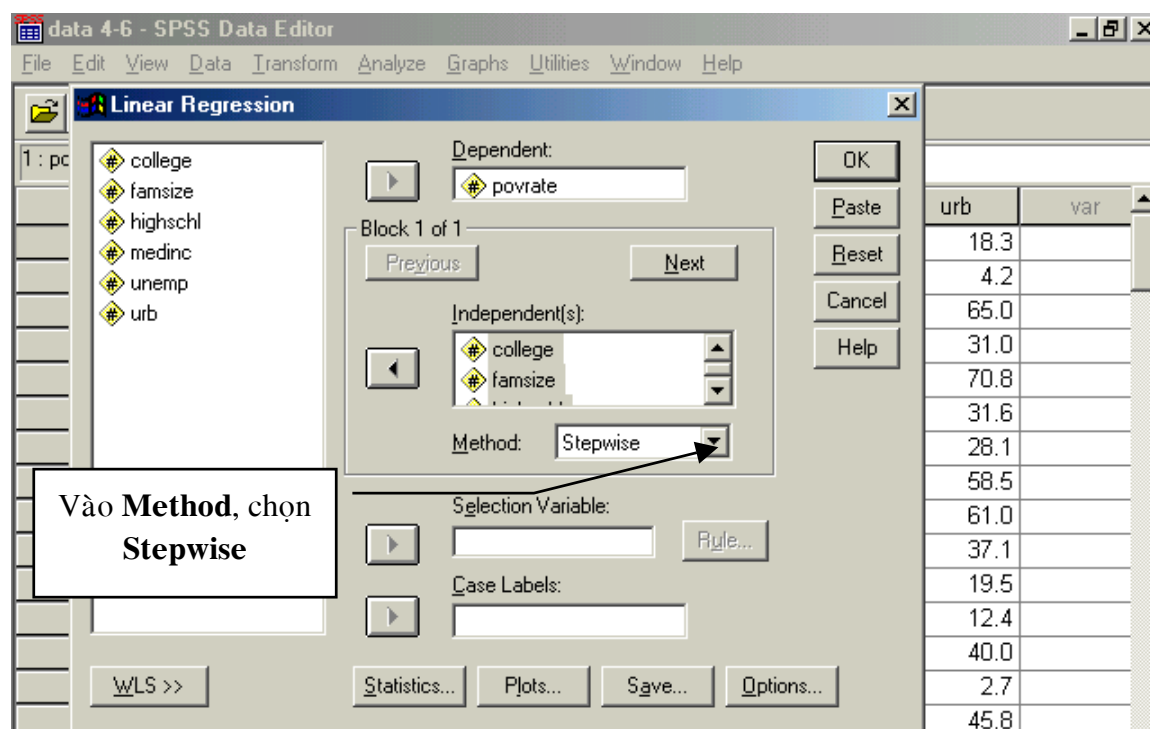 data 4-6 - SPSS Data Editor
File Edit View Data Transform Analyze Graphs Utilities Window Help
Linear Regression
1 : po
college
famsize
highschl
medinc
unemp
urb
Dependent:
povrate
Block 1 of 1
Previous Next
Independent(s):
college
famsize
Method: Stepwise
Selection Variable:
Rule...
Case Labels:
WLS >>
Statistics... Plots... Save... Options...
OK
Paste
Reset
Cancel
Help
Vào Method, chọn
Stepwise
urb var
18.3
4.2
65.0
31.0
70.8
31.6
28.1
58.5
61.0
37.1
19.5
12.4
40.0
2.7
45.8